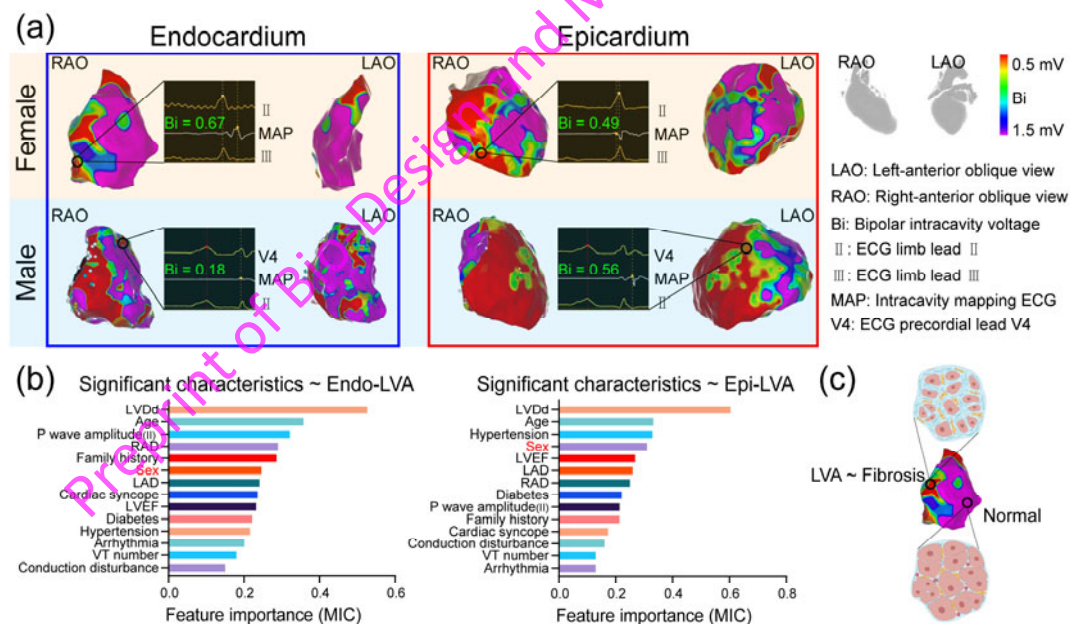 (a)
Endocardium
Epicardium
Female
RAO
LAO
Bi = 0.67
II
MAP
III
RAO
LAO
Bi = 0.49
II
MAP
III
Male
RAO
LAO
Bi = 0.18
V4
MAP
II
RAO
LAO
Bi = 0.56
V4
MAP
II
RAO
LAO
0.5 mV
Bi
1.5 mV
LAO: Left-anterior oblique view
RAO: Right-anterior oblique view
Bi: Bipolar intracavity voltage
II: ECG limb lead II
III: ECG limb lead III
MAP: Intracavity mapping ECG
V4: ECG precordial lead V4
Preprint of Bio-Design and M
(b)
Significant characteristics ~ Endo-LVA
LVDd
Age
P wave amplitude(II)
RAD
Family history
Sex
LAD
Cardiac syncope
LVEF
Diabetes
Hypertension
Arrhythmia
VT number
Conduction disturbance
0.0
0.2
0.4
0.6
Feature importance (MIC)
Significant characteristics ~ Epi-LVA
LVDd
Age
Hypertension
Sex
LVEF
LAD
RAD
Diabetes
P wave amplitude(II)
Family history
Cardiac syncope
Conduction disturbance
VT number
Arrhythmia
0.0
0.2
0.4
0.6
0.8
Feature importance (MIC)
(c)
LVA ~ Fibrosis
Normal